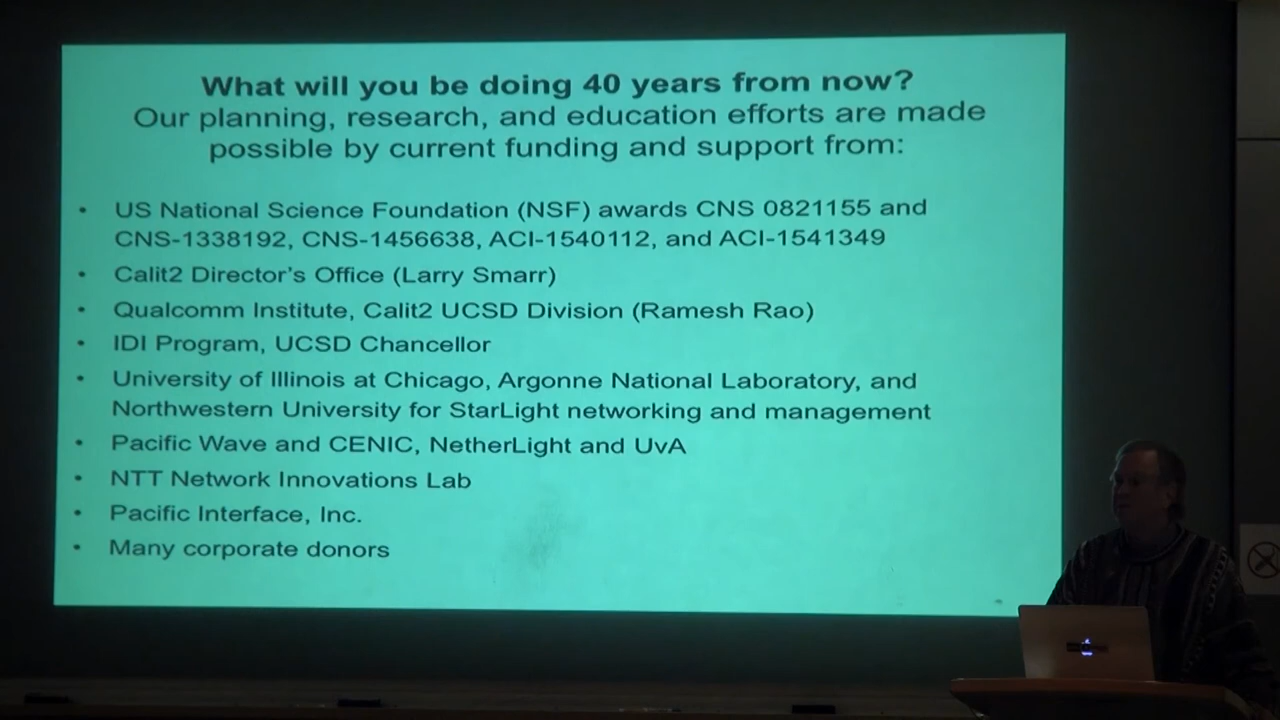 What will you be doing 40 years from now?
Our planning, research, and education efforts are made
possible by current funding and support from:
• US National Science Foundation (NSF) awards CNS 0821155 and
CNS-1338192, CNS-1456638, ACI-1540112, and ACI-1541349
• Calit2 Director's Office (Larry Smarr)
• Qualcomm Institute, Calit2 UCSD Division (Ramesh Rao)
• IDI Program, UCSD Chancellor
• University of Illinois at Chicago, Argonne National Laboratory, and
Northwestern University for StarLight networking and management
• Pacific Wave and CENIC, NetherLight and UvA
• NTT Network Innovations Lab
• Pacific Interface, Inc.
• Many corporate donors